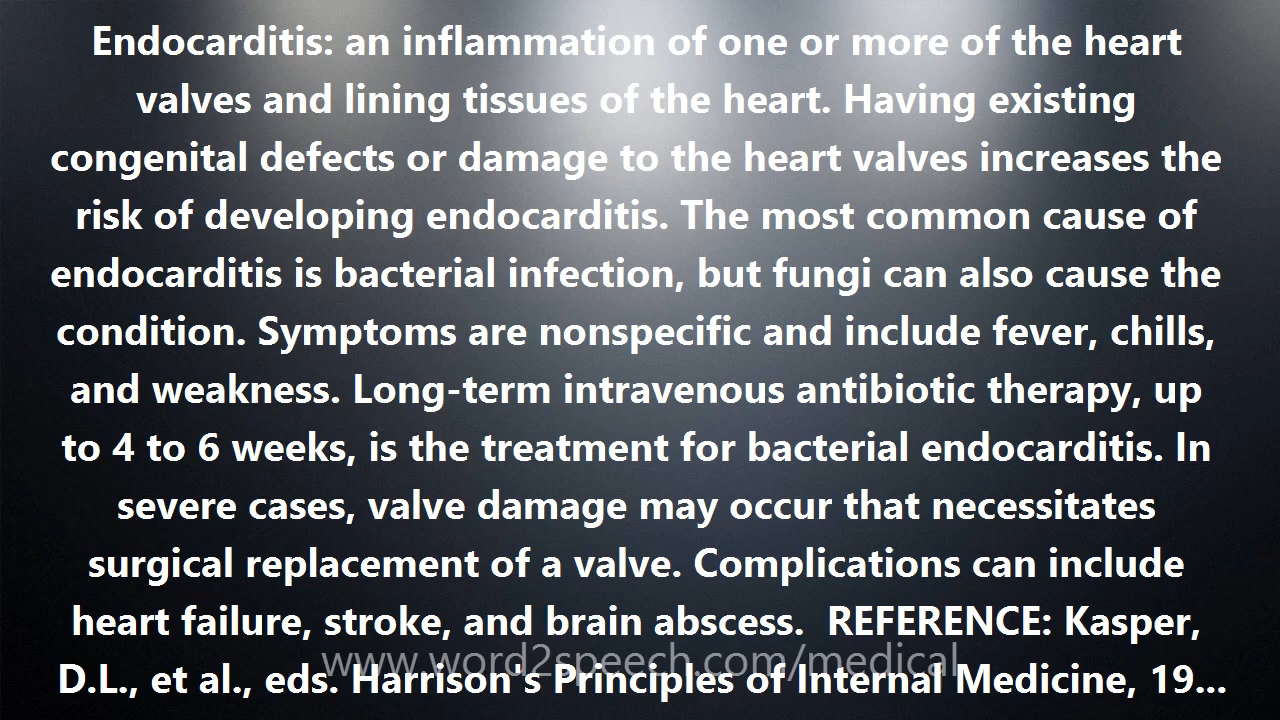 Endocarditis: an inflammation of one or more of the heart
valves and lining tissues of the heart. Having existing
congenital defects or damage to the heart valves increases the
risk of developing endocarditis. The most common cause of
endocarditis is bacterial infection, but fungi can also cause the
condition. Symptoms are nonspecific and include fever, chills,
and weakness. Long-term intravenous antibiotic therapy, up
to 4 to 6 weeks, is the treatment for bacterial endocarditis. In
severe cases, valve damage may occur that necessitates
surgical replacement of a valve. Complications can include
heart failure, stroke, and brain abscess.  REFERENCE: Kasper,
www.word2speech.com/medical
D.L., et al., eds. Harrison's Principles of Internal Medicine, 19...